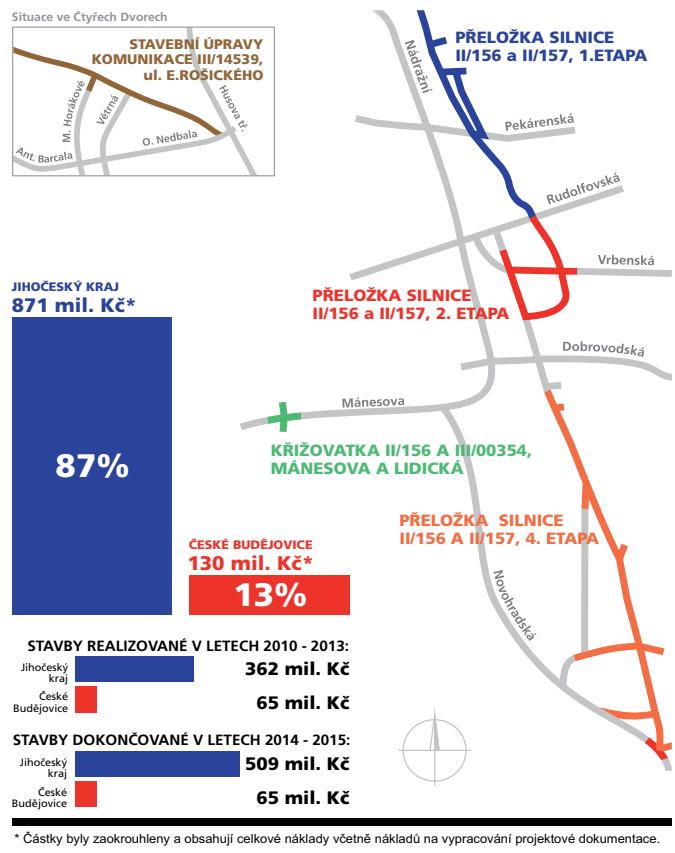 Situace ve Čtyřech Dvorech
STAVEBNÍ ÚPRAVY
KOMUNIKACE III/14539,
ul. E.ROŠICKÉHO
M. Horákové
Větrná
Husova tř.
O. Nedbala
Ant. Barcala
Nádražní
PŘELOŽKA SILNICE
II/156 a II/157, 1.ETAPA
Pekárenská
Rudolfovská
Vrbenská
PŘELOŽKA SILNICE
II/156 a II/157, 2. ETAPA
Dobrovodská
Mánesova
KŘIŽOVATKA II/156 A III/00354,
MÁNESOVA A LIDICKÁ
PŘELOŽKA SILNICE
II/156 A II/157, 4. ETAPA
Novohradská
JIHOČESKÝ KRAJ
871 mil. Kč*
87%
ČESKÉ BUDĚJOVICE
130 mil. Kč*
13%
STAVBY REALIZOVANÉ V LETECH 2010 - 2013:
Jihočeský
kraj
362 mil. Kč
České
Budějovice
65 mil. Kč
STAVBY DOKONČOVANÉ V LETECH 2014 - 2015:
Jihočeský
kraj
509 mil. Kč
České
Budějovice
65 mil. Kč
* Částky byly zaokrouhleny a obsahují celkové náklady včetně nákladů na vypracování projektové dokumentace.